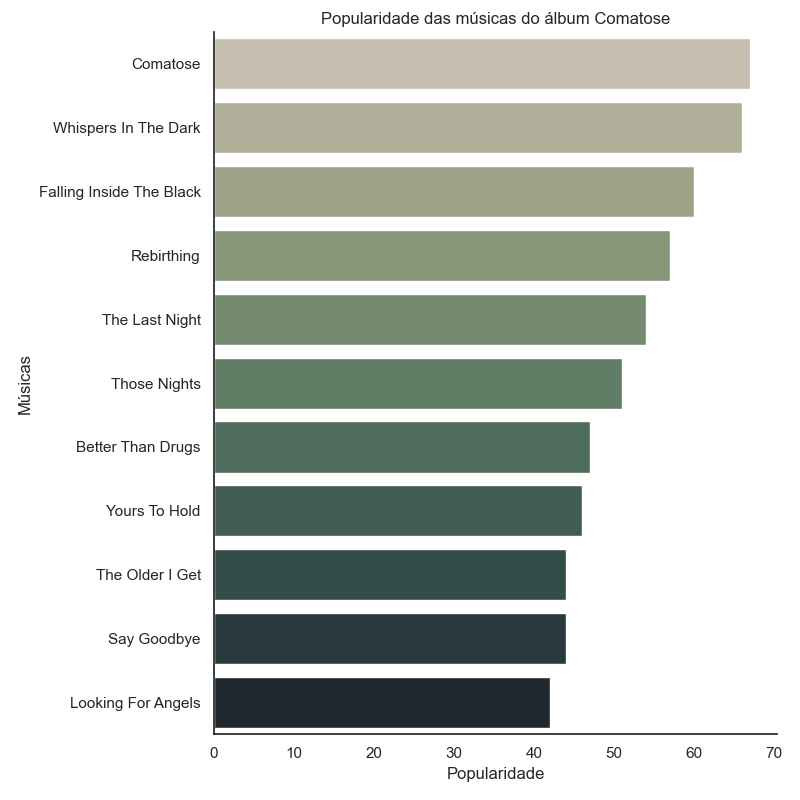 Popularidade das músicas do álbum Comatose
Comatose
Whispers In The Dark
Falling Inside The Black
Rebirthing
The Last Night
Those Nights
Better Than Drugs
Yours To Hold
The Older I Get
Say Goodbye
Looking For Angels
Músicas
0 10 20 30 40 50 60 70
Popularidade